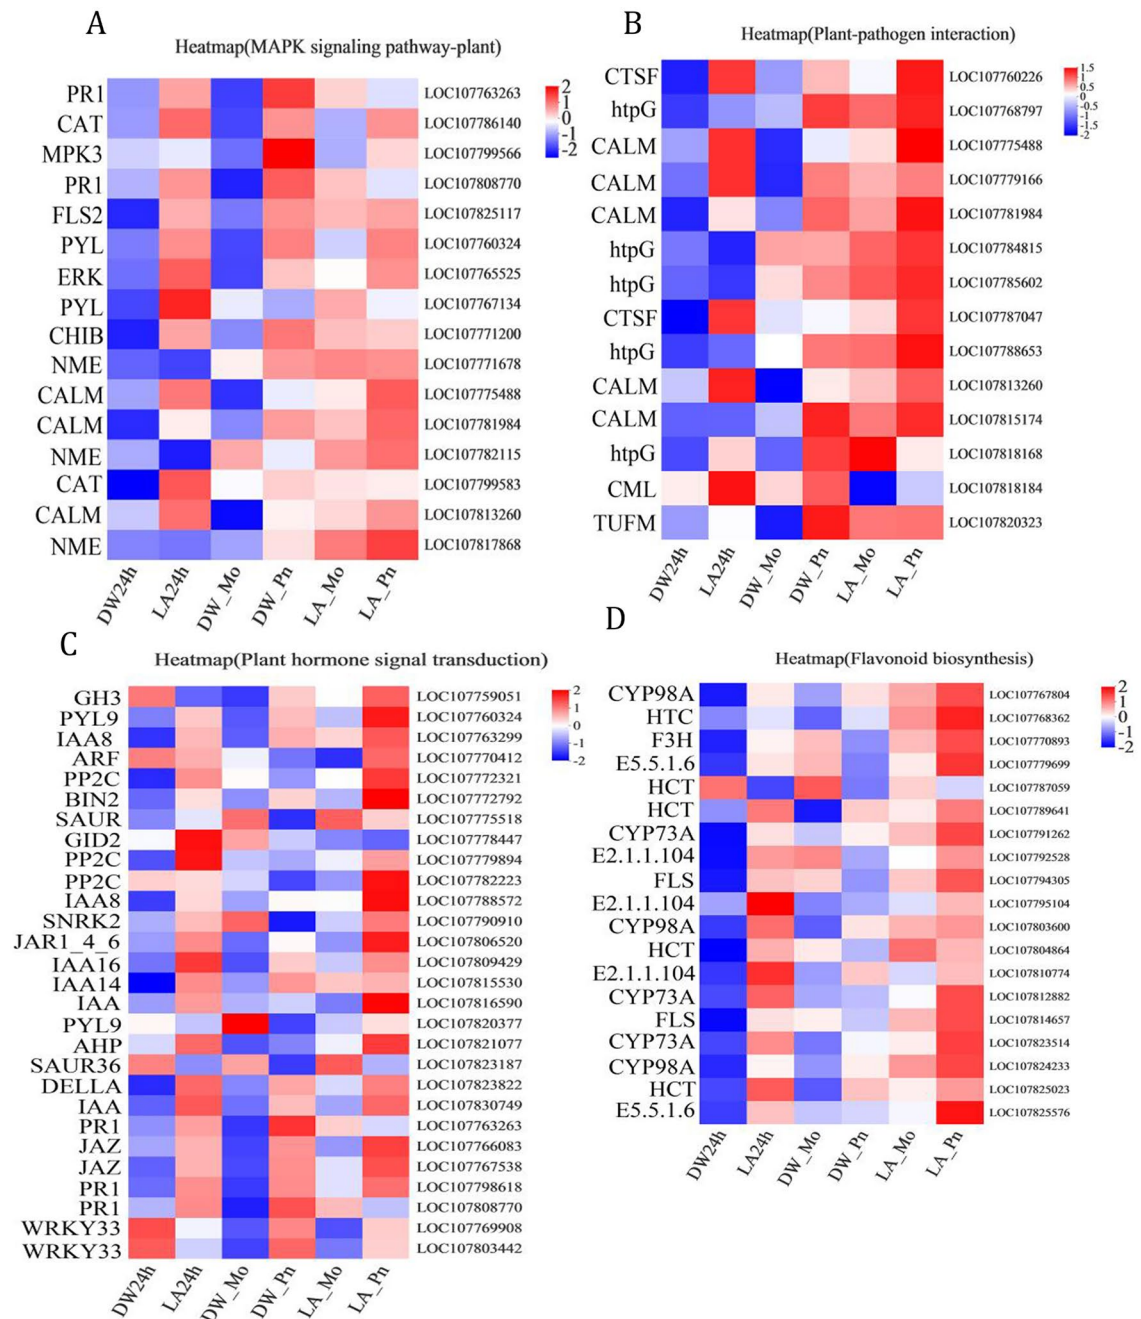 A
Heatmap(MAPK signaling pathway-plant)
PR1 LOC107763263
CAT LOC107786140
MPK3 LOC107799566
PR1 LOC107808770
FLS2 LOC107825117
PYL LOC107760324
ERK LOC107765525
PYL LOC107767134
CHIB LOC107771200
NME LOC107771678
CALM LOC107775488
CALM LOC107781984
NME LOC107782115
CAT LOC107799583
CALM LOC107813260
NME LOC107817868
2
1
0
-1
-2
DW24h LA24h DW_Mo DW_Pn LA_Mo LA_Pn
B
Heatmap(Plant-pathogen interaction)
CTSF LOC107760226
htpG LOC107768797
CALM LOC107775488
CALM LOC107779166
CALM LOC107781984
htpG LOC107784815
htpG LOC107785602
CTSF LOC107787047
htpG LOC107788653
CALM LOC107813260
CALM LOC107815174
htpG LOC107818168
CML LOC107818184
TUFM LOC107820323
1.5
1
0.5
0
-0.5
-1
-1.5
-2
DW24h LA24h DW_Mo DW_Pn LA_Mo LA_Pn
C
Heatmap(Plant hormone signal transduction)
GH3 LOC107759051
PYL9 LOC107760324
IAA8 LOC107763299
ARF LOC107770412
PP2C LOC107772321
BIN2 LOC107772792
SAUR LOC107775518
GID2 LOC107778447
PP2C LOC107779894
PP2C LOC107782223
IAA8 LOC107788572
SNRK2 LOC107790910
JAR1_4_6 LOC107806520
IAA16 LOC107809429
IAA14 LOC107815530
IAA LOC107816590
PYL9 LOC107820377
AHP LOC107821077
SAUR36 LOC107823187
DELLA LOC107823822
IAA LOC107830749
PR1 LOC107763263
JAZ LOC107766083
JAZ LOC107767538
PR1 LOC107798618
PR1 LOC107808770
WRKY33 LOC107769908
WRKY33 LOC107803442
2
1
0
-1
-2
DW24h LA24h DW_Mo DW_Pn LA_Mo LA_Pn
D
Heatmap(Flavonoid biosynthesis)
CYP98A LOC107767804
HTC LOC107768362
F3H LOC107770893
E5.5.1.6 LOC107779699
HCT LOC107787059
HCT LOC107789641
CYP73A LOC107791262
E2.1.1.104 LOC107792528
FLS LOC107794305
E2.1.1.104 LOC107795104
CYP98A LOC107803600
HCT LOC107804864
E2.1.1.104 LOC107810774
CYP73A LOC107812882
FLS LOC107814657
CYP73A LOC107823514
CYP98A LOC107824233
HCT LOC107825023
E5.5.1.6 LOC107825576
2
1
0
-1
-2
DW24h LA24h DW_Mo DW_Pn LA_Mo LA_Pn